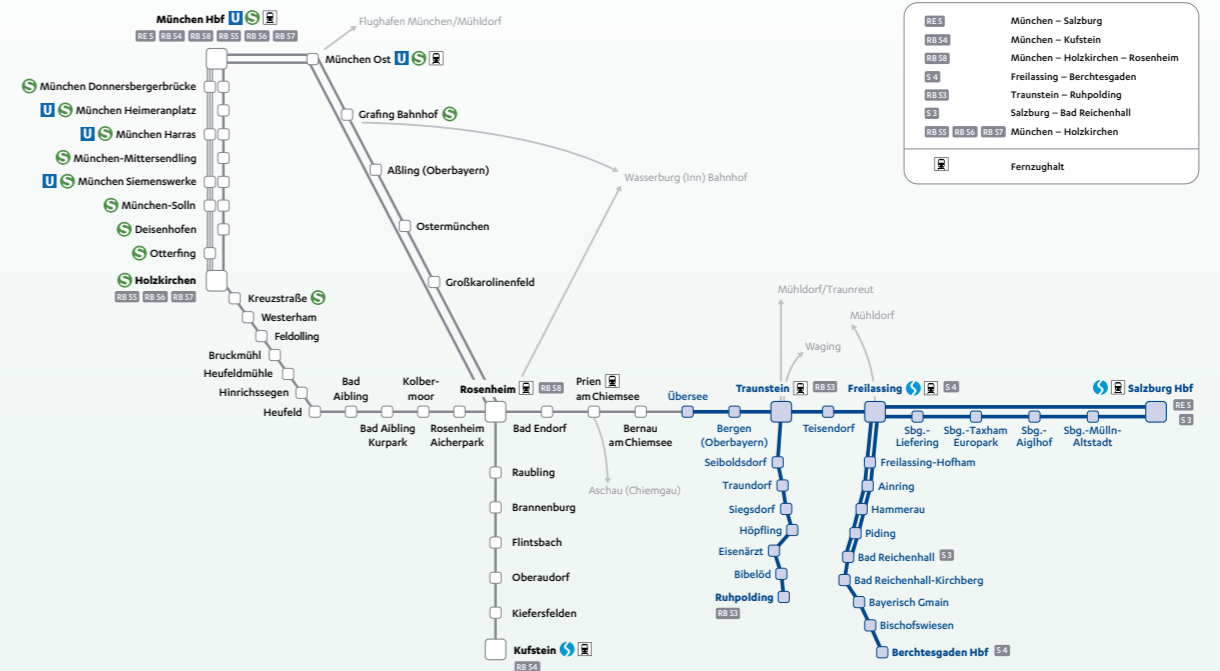 München Hbf U S
RE 5 RB 54 RB 58 RB 55 RB 56 RB 57
Flughafen München/Mühldorf
München Ost U S
S München Donnersbergerbrücke
U S München Heimeranplatz
U S München Harras
S München-Mittersendling
U S München Siemenswerke
S München-Solln
S Deisenhofen
S Otterfing
S Holzkirchen
RB 55 RB 56 RB 57
Grafing Bahnhof S
Aßling (Oberbayern)
Ostermünchen
Großkarolinenfeld
Wasserburg (Inn) Bahnhof
Kreuzstraße S
Westerham
Feldolling
Bruckmühl
Heufeldmühle
Hinrichssegen
Heufeld
Bad
Aibling
Bad Aibling
Kurpark
Kolber-
moor
Rosenheim
Aicherpark
Rosenheim RB 58
Bad Endorf
Prien
am Chiemsee
Aschau (Chiemgau)
Bernau
am Chiemsee
Übersee
Bergen
(Oberbayern)
Mühldorf/Traunreut
Waging
Mühldorf
Traunstein RB 53
Teisendorf
Freilassing S 4
Sbg.-
Liefering
Sbg.-Taxham
Europark
Sbg.-
Aiglhof
Sbg.-Mülln-
Altstadt
Salzburg Hbf
RE 5
S 3
Raubling
Brannenburg
Flintsbach
Oberaudorf
Kiefersfelden
Kufstein
RB 54
Seiboldsdorf
Traundorf
Siegsdorf
Höpfling
Eisenärzt
Bibelöd
Ruhpolding
RB 53
Freilassing-Hofham
Ainring
Hammerau
Piding
Bad Reichenhall S 3
Bad Reichenhall-Kirchberg
Bayerisch Gmain
Bischofswiesen
Berchtesgaden Hbf S 4
RE 5 München – Salzburg
RB 54 München – Kufstein
RB 58 München – Holzkirchen – Rosenheim
S 4 Freilassing – Berchtesgaden
RB 53 Traunstein – Ruhpolding
S 3 Salzburg – Bad Reichenhall
RB 55 RB 56 RB 57 München – Holzkirchen
Fernzughalt